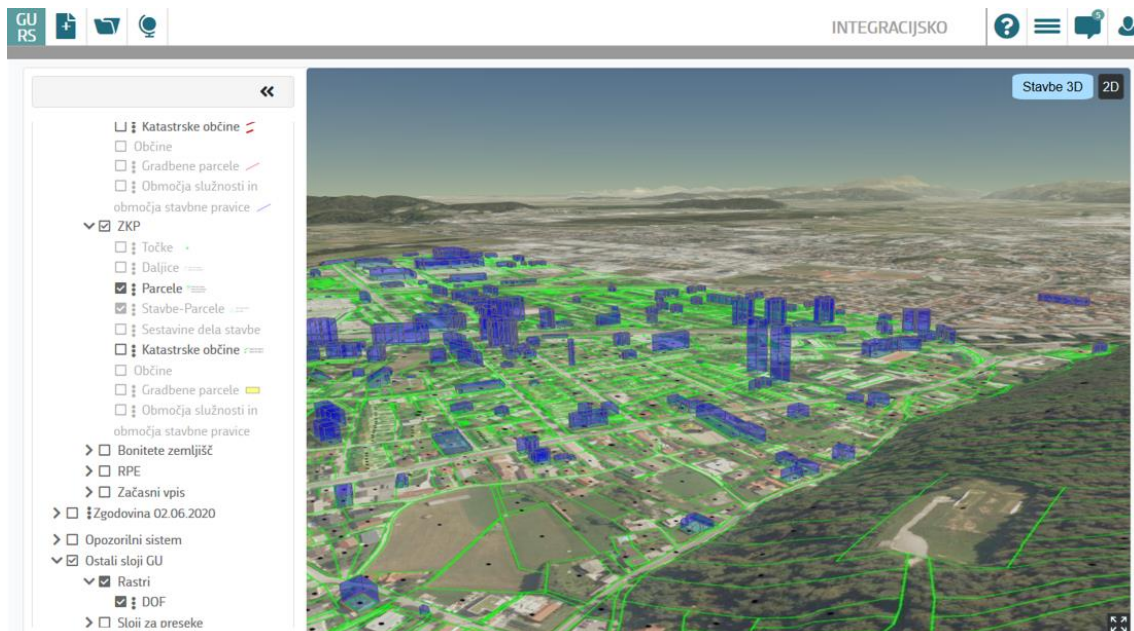 GU
RS
INTEGRACIJSKO
5
Stavbe 3D
2D
Katastrske občine
Občine
Gradbene parcele
Območja služnosti in
območja stavbne pravice
ZKP
Točke
Daljice
Parcele
Stavbe-Parcele
Sestavine dela stavbe
Katastrske občine
Občine
Gradbene parcele
Območja služnosti in
območja stavbne pravice
Bonitete zemljišč
RPE
Začasni vpis
Zgodovina 02.06.2020
Opozorilni sistem
Ostali sloji GU
Rastri
DOF
Sloji za preseke